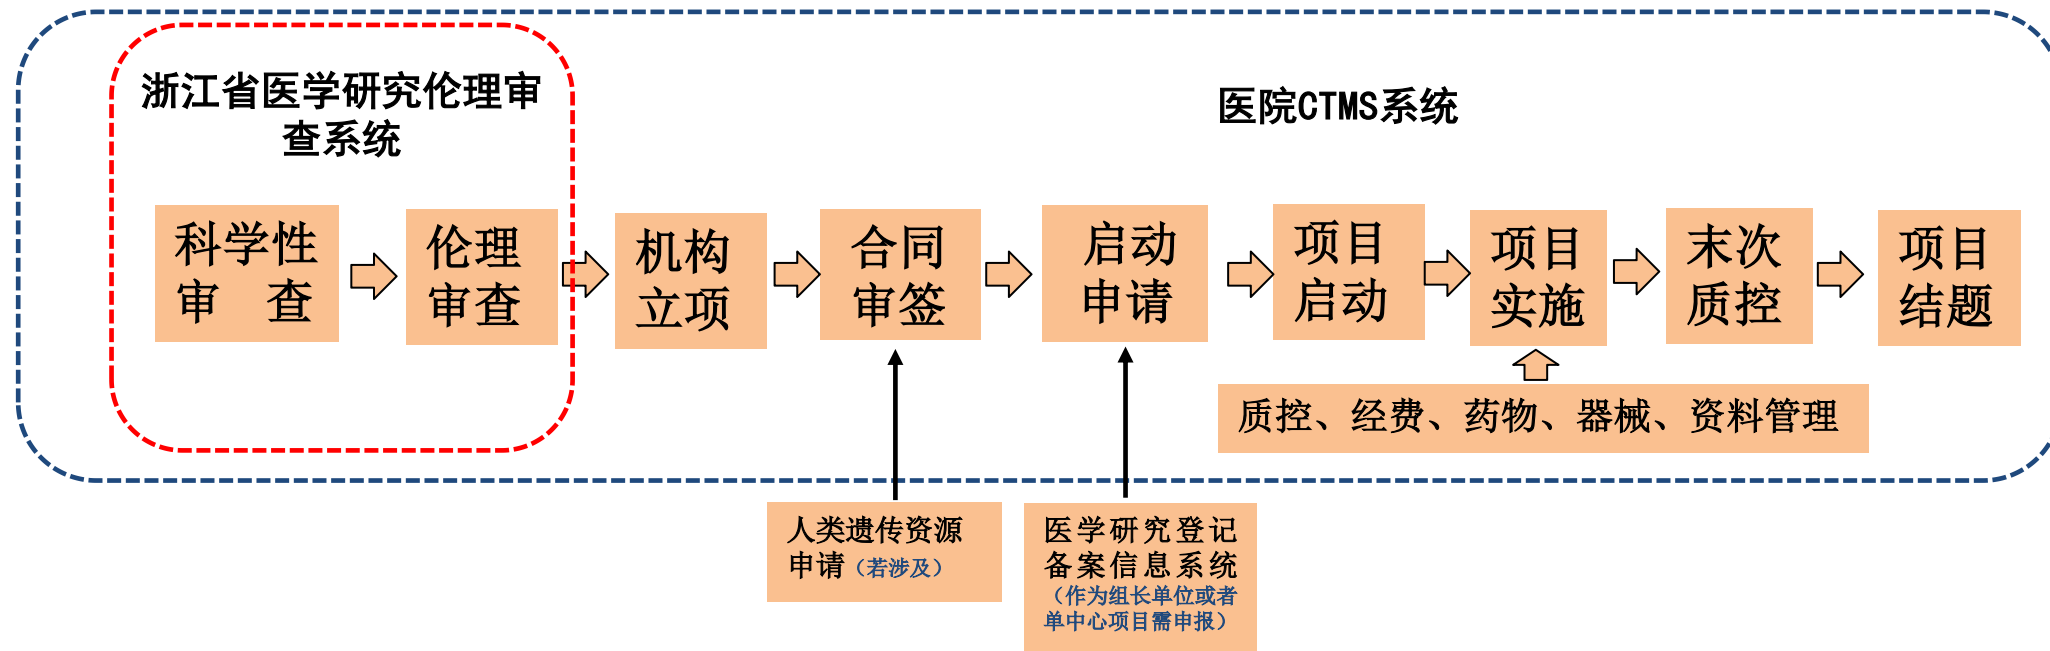 浙江省医学研究伦理审
查系统
医院CTMS系统
科学性
审 查
伦理
审查
机构
立项
合同
审签
启动
申请
项目
启动
项目
实施
末次
质控
项目
结题
质控、经费、药物、器械、资料管理
人类遗传资源
申请（若涉及）
医学研究登记
备案信息系统
（作为组长单位或者
单中心项目需申报）